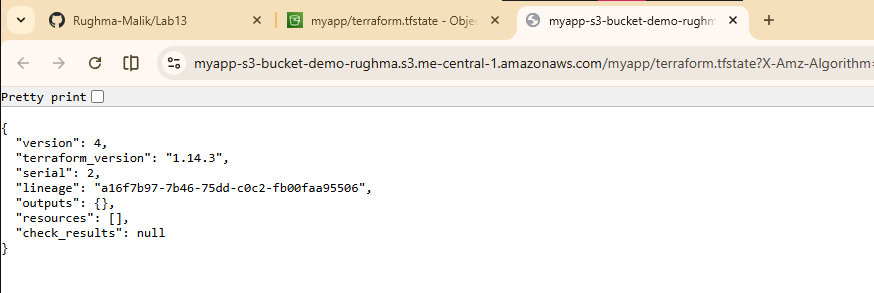 Rughma-Malik/Lab13
myapp/terraform.tfstate - Objec
myapp-s3-bucket-demo-rughm
myapp-s3-bucket-demo-rughma.s3.me-central-1.amazonaws.com/myapp/terraform.tfstate?X-Amz-Algorithm=
Pretty print
{
  "version": 4,
  "terraform_version": "1.14.3",
  "serial": 2,
  "lineage": "a16f7b97-7b46-75dd-c0c2-fb00faa95506",
  "outputs": {},
  "resources": [],
  "check_results": null
}